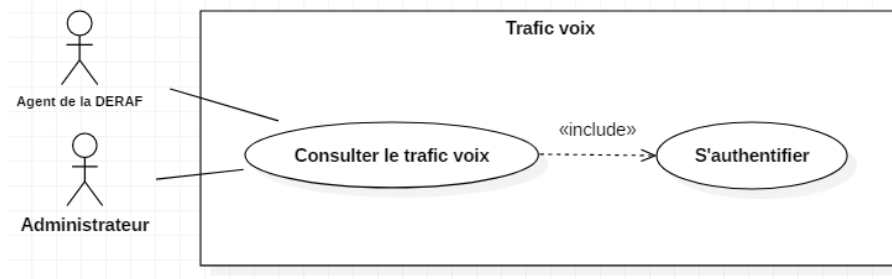 Trafic voix
Agent de la DERAF
«include»
Consulter le trafic voix
S'authentifier
Administrateur